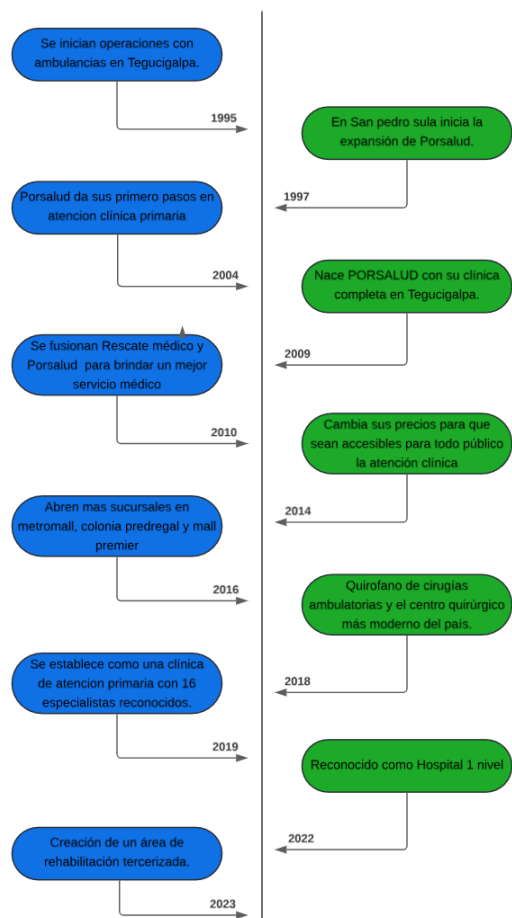 Se inician operaciones con
ambulancias en Tegucigalpa.
1995
En San pedro sula inicia la
expansión de Porsalud.
1997
Porsalud da sus primero pasos en
atencion clínica primaria
2004
Nace PORSALUD con su clínica
completa en Tegucigalpa.
2009
Se fusionan Rescate médico y
Porsalud para brindar un mejor
servicio médico
2010
Cambia sus precios para que
sean accesibles para todo público
la atención clínica
2014
Abren mas sucursales en
metromall, colonia predregal y mall
premier
2016
Quirofano de cirugías
ambulatorias y el centro quirúrgico
más moderno del país.
2018
Se establece como una clínica
de atencion primaria con 16
especialistas reconocidos.
2019
Reconocido como Hospital 1 nivel
2022
Creación de un área de
rehabilitación tercerizada.
2023